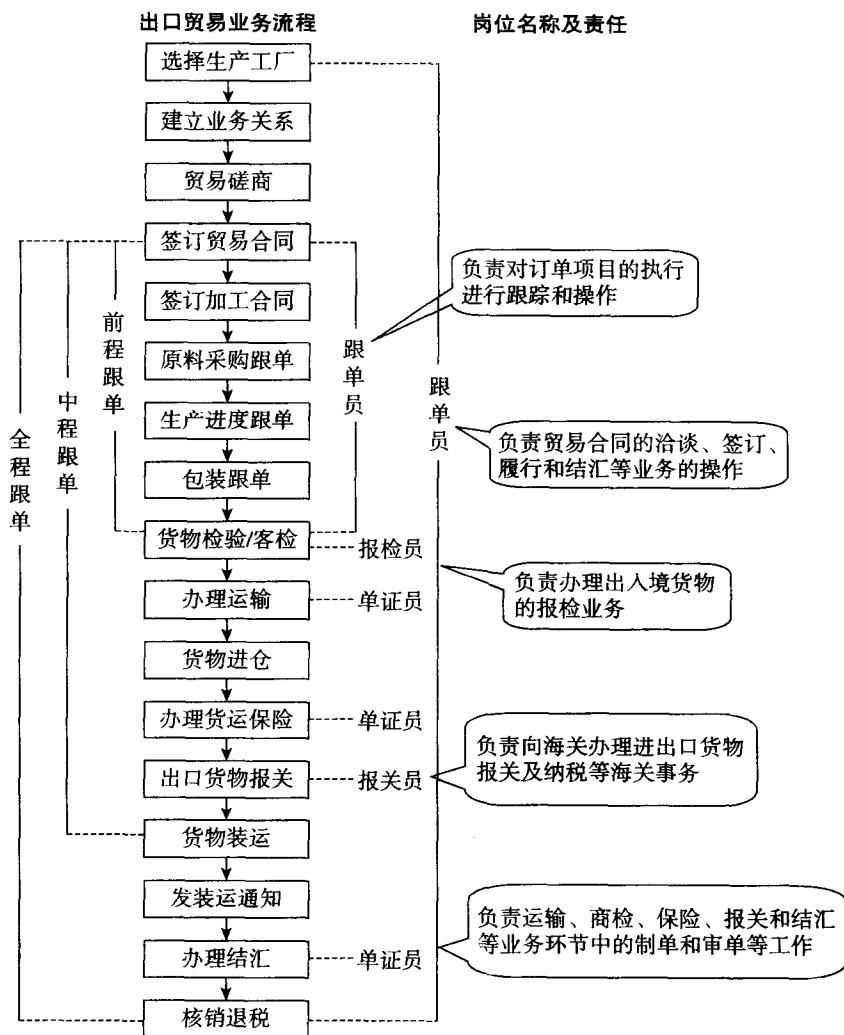 出口贸易业务流程
岗位名称及责任
选择生产工厂
建立业务关系
贸易磋商
签订贸易合同
签订加工合同
原料采购跟单
生产进度跟单
包装跟单
货物检验/客检
报检员
办理运输
单证员
货物进仓
办理货运保险
单证员
出口货物报关
报关员
货物装运
发装运通知
办理结汇
单证员
核销退税
前程跟单
中程跟单
全程跟单
跟单员
跟单员
负责对订单项目的执行
进行跟踪和操作
负责贸易合同的洽谈、签订、
履行和结汇等业务的操作
负责办理出入境货物
的报检业务
负责向海关办理进出口货物
报关及纳税等海关事务
负责运输、商检、保险、报关和结汇
等业务环节中的制单和审单等工作